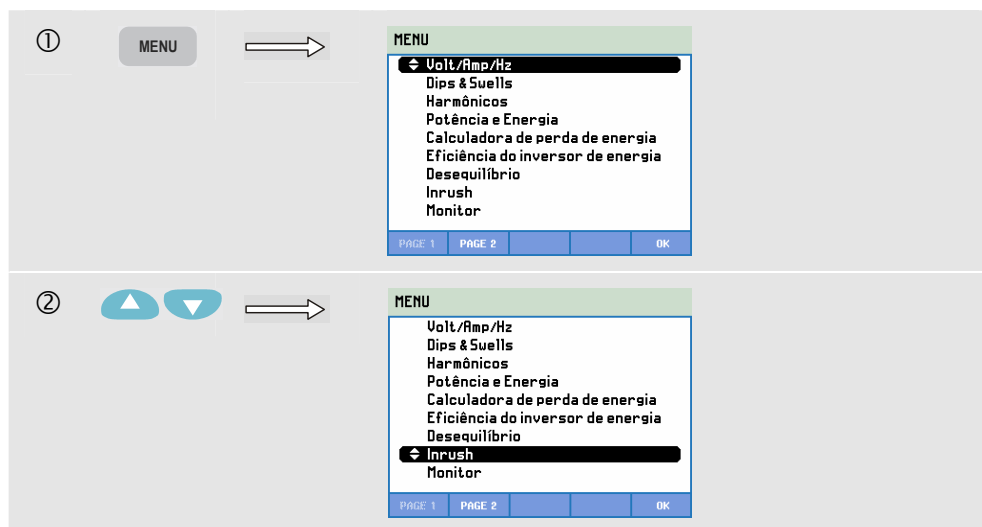 ①
MENU
MENU
Volt/Amp/Hz
Dips & Swells
Harmônicos
Potência e Energia
Calculadora de perda de energia
Eficiência do inversor de energia
Desequilíbrio
Inrush
Monitor
PAGE 1 PAGE 2 OK
②
MENU
Volt/Amp/Hz
Dips & Swells
Harmônicos
Potência e Energia
Calculadora de perda de energia
Eficiência do inversor de energia
Desequilíbrio
Inrush
Monitor
PAGE 1 PAGE 2 OK